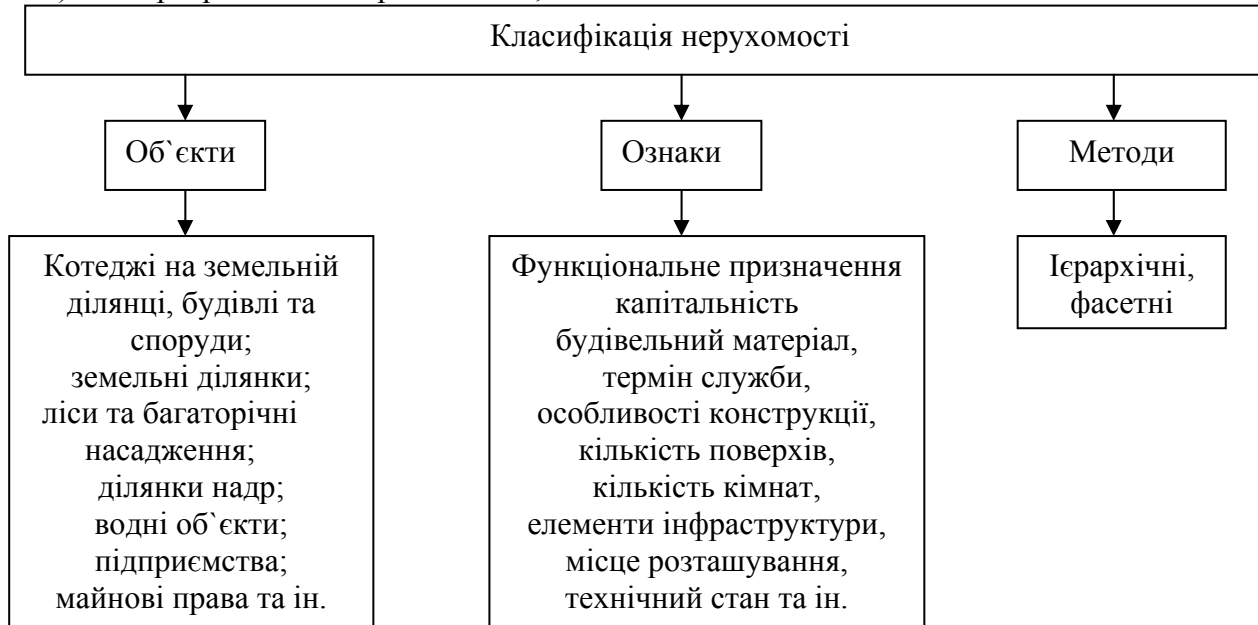 Класифікація нерухомості
Об`єкти
Ознаки
Методи
Котеджі на земельній
ділянці, будівлі та
споруди;
земельні ділянки;
ліси та багаторічні
насадження;
ділянки надр;
водні об`єкти;
підприємства;
майнові права та ін.
Функціональне призначення
капітальність
будівельний матеріал,
термін служби,
особливості конструкції,
кількість поверхів,
кількість кімнат,
елементи інфраструктури,
місце розташування,
технічний стан та ін.
Ієрархічні,
фасетні